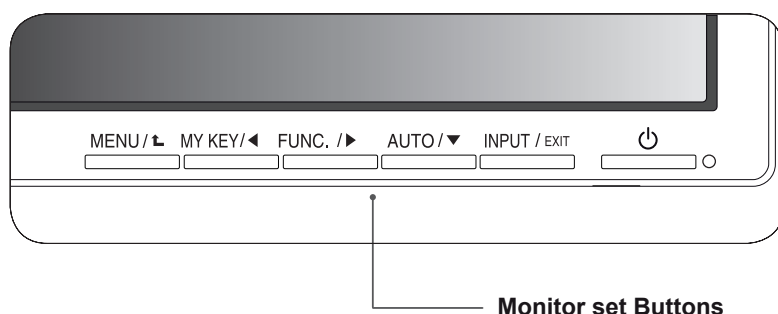 MENU / ⮤ MY KEY/◀ FUNC. /▶ AUTO/▼ INPUT / EXIT
Monitor set Buttons